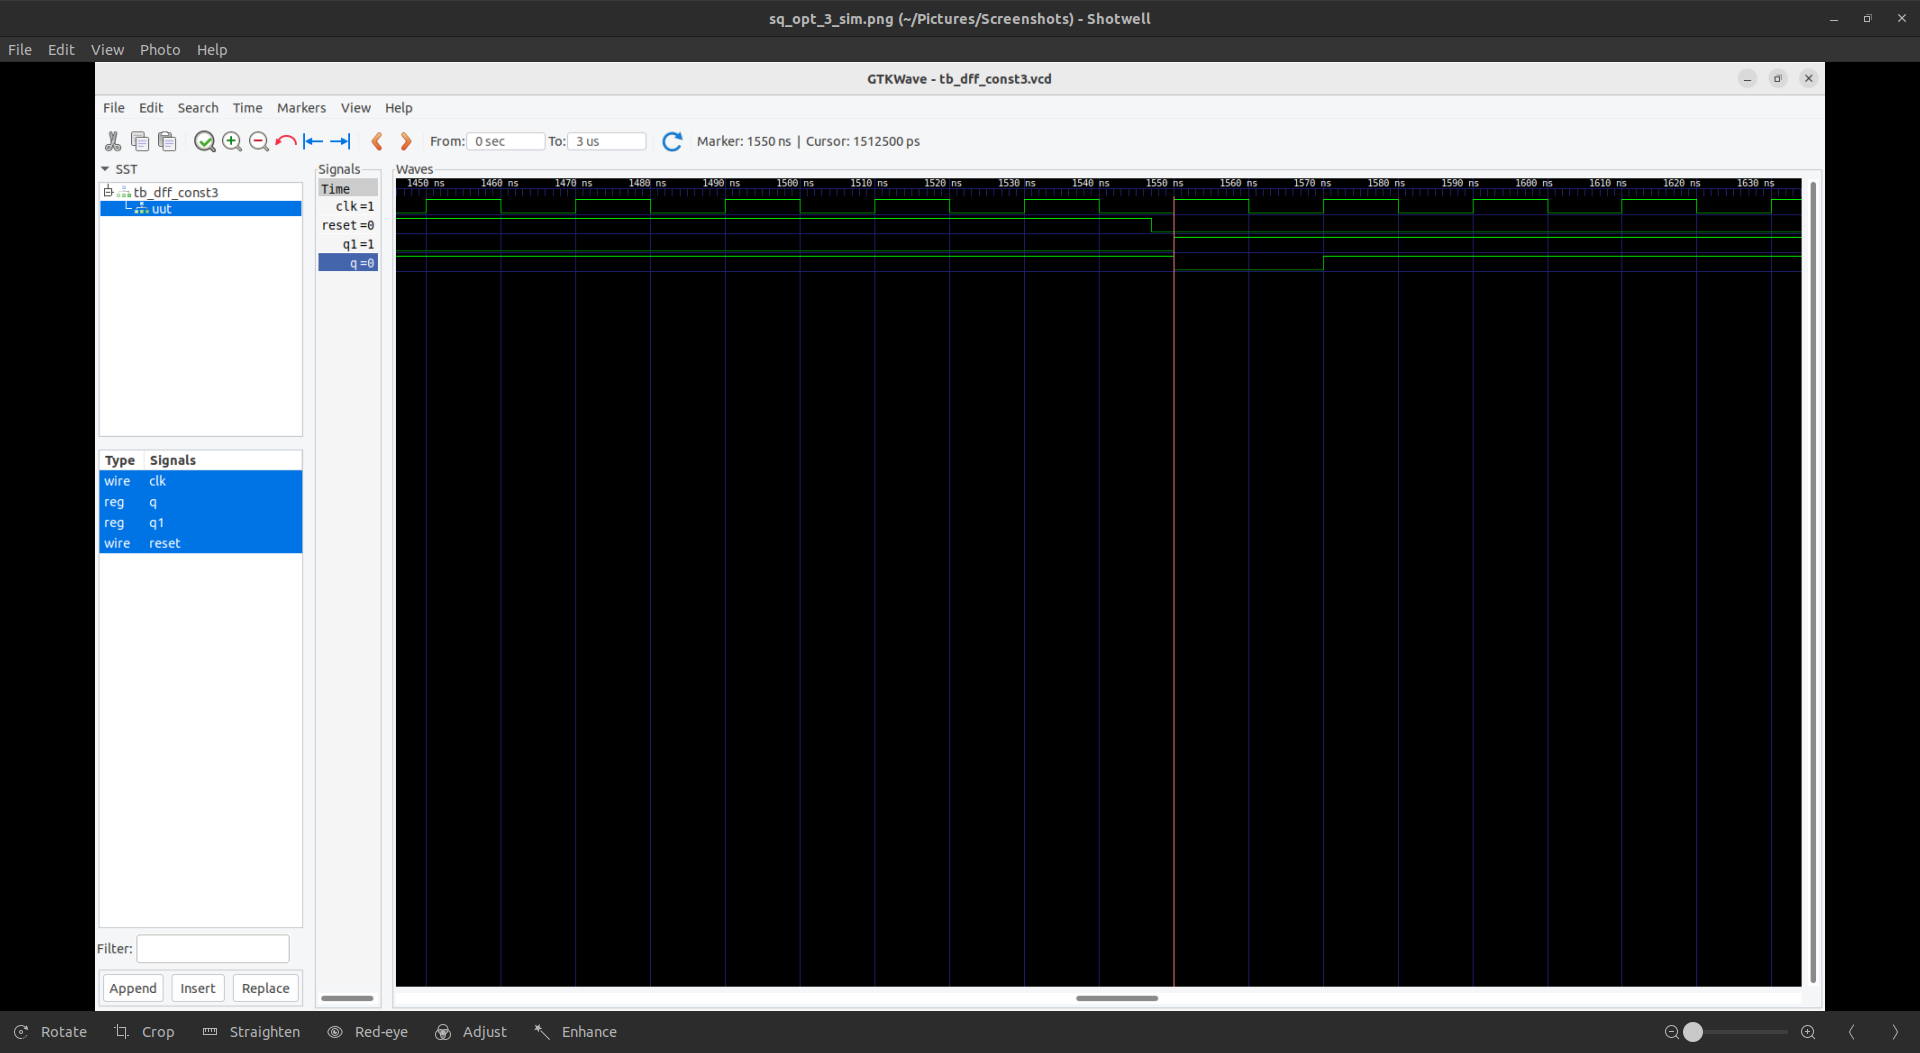 sq_opt_3_sim.png (~/Pictures/Screenshots) - Shotwell
File Edit View Photo Help
GTKWave - tb_dff_const3.vcd
File Edit Search Time Markers View Help
From: 0 sec To: 3 us Marker: 1550 ns | Cursor: 1512500 ps
SST
tb_dff_const3
uut
Signals
Time
clk=1
reset=0
q1=1
q=0
Waves
1450 ns 1460 ns 1470 ns 1480 ns 1490 ns 1500 ns 1510 ns 1520 ns 1530 ns 1540 ns 1550 ns 1560 ns 1570 ns 1580 ns 1590 ns 1600 ns 1610 ns 1620 ns 1630 ns
Type Signals
wire clk
reg q
reg q1
wire reset
Filter:
Append Insert Replace
Rotate Crop Straighten Red-eye Adjust Enhance